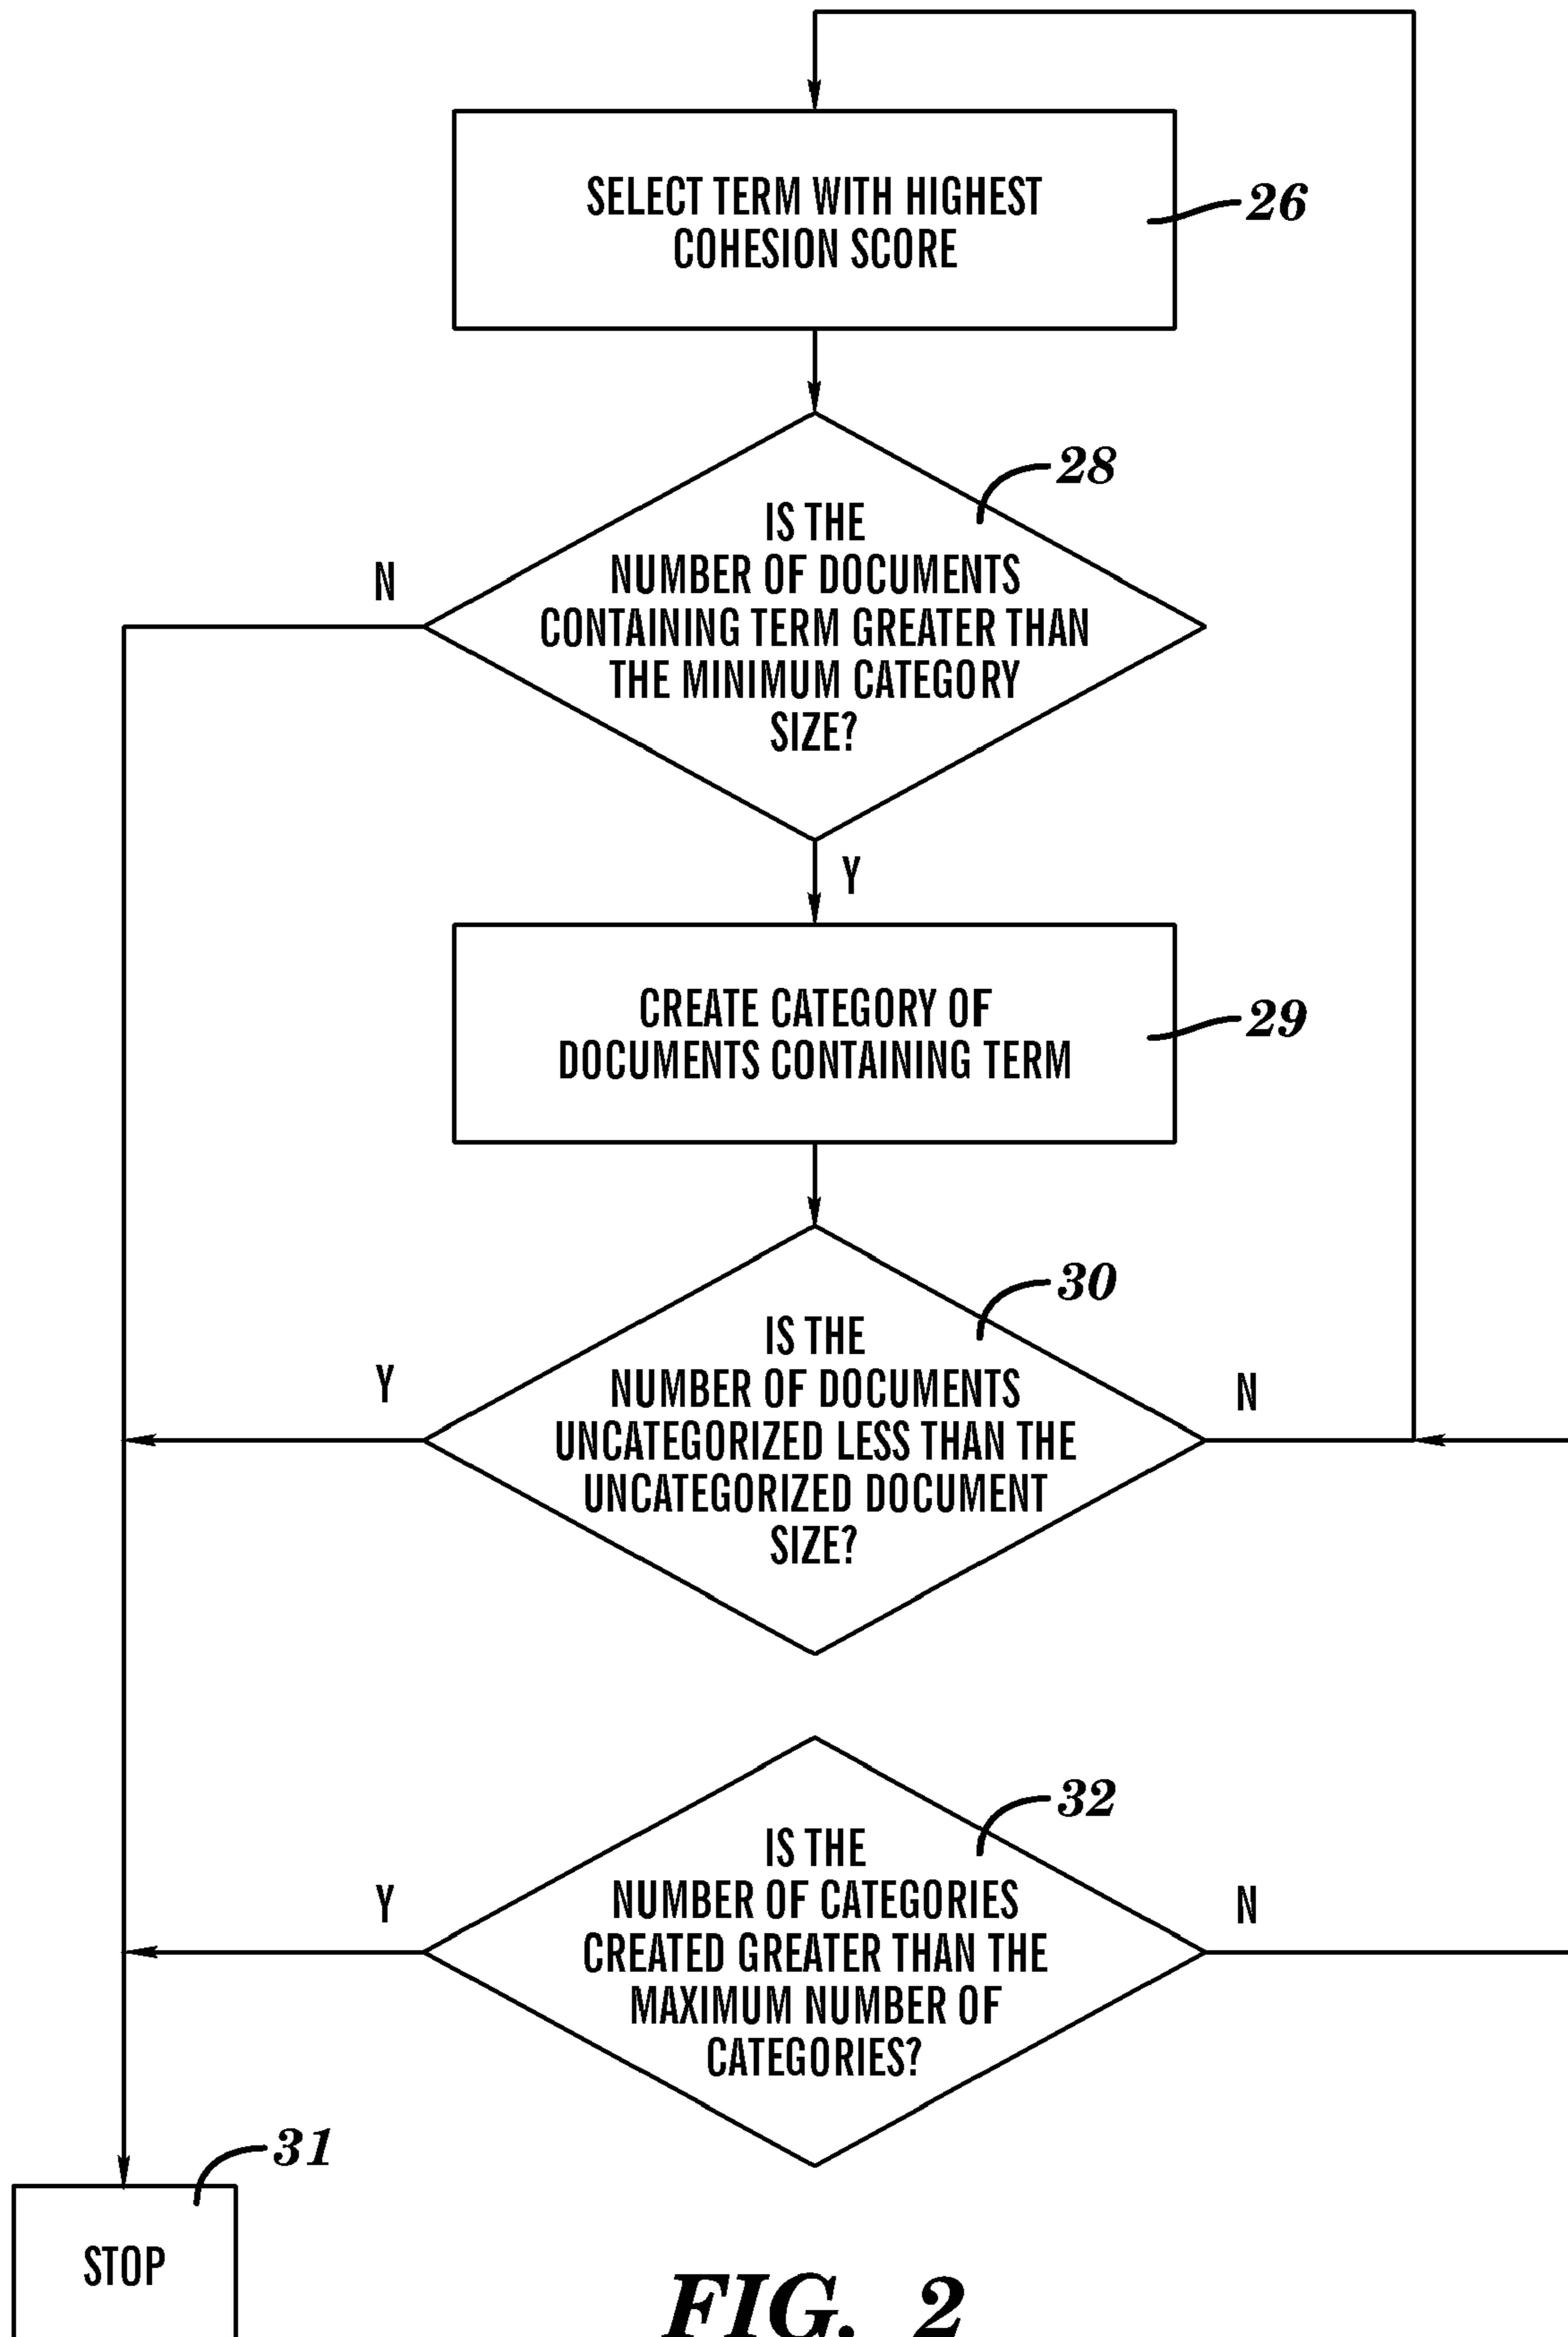 SELECT TERM WITH HIGHEST
COHESION SCORE
26
28
IS THE
NUMBER OF DOCUMENTS
CONTAINING TERM GREATER THAN
THE MINIMUM CATEGORY
SIZE?
N
Y
CREATE CATEGORY OF
DOCUMENTS CONTAINING TERM
29
30
IS THE
NUMBER OF DOCUMENTS
UNCATEGORIZED LESS THAN THE
UNCATEGORIZED DOCUMENT
SIZE?
Y
N
32
IS THE
NUMBER OF CATEGORIES
CREATED GREATER THAN THE
MAXIMUM NUMBER OF
CATEGORIES?
Y
N
31
STOP
FIG. 2